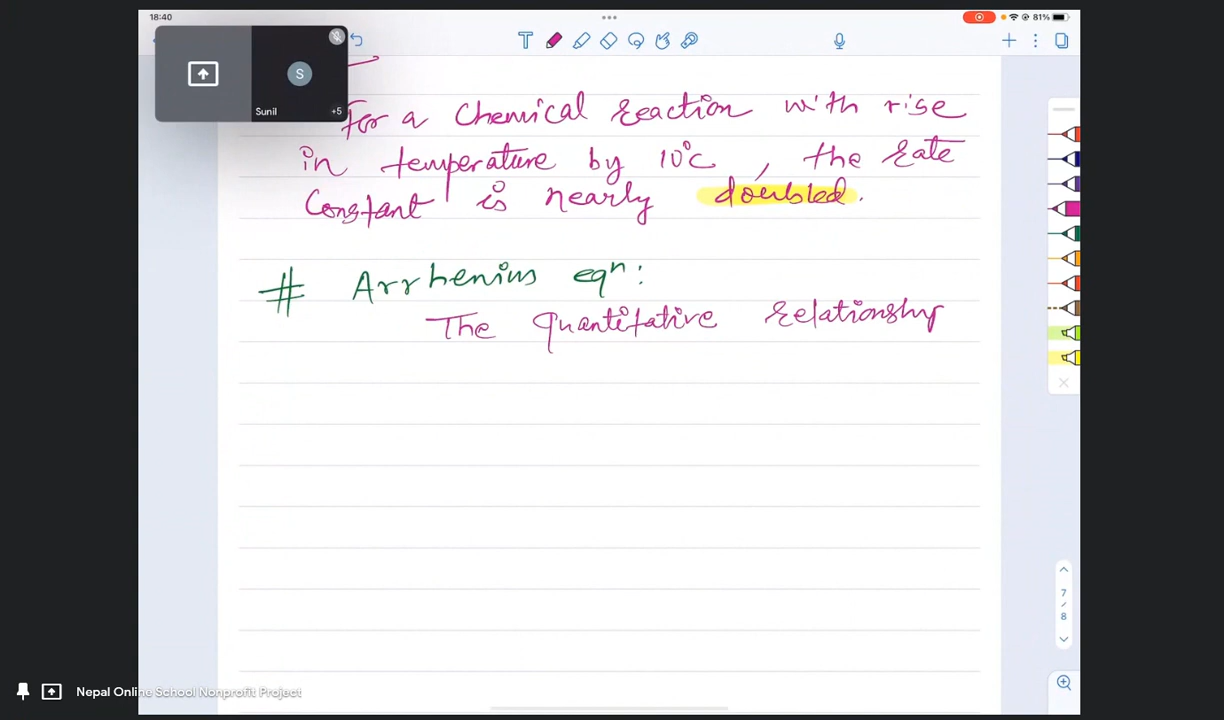 18:40
81%
T
S
Sunil
+5
For a Chemical reaction with rise
in temperature by 10°C, the rate
Constant is nearly doubled.
# Arrhenius eqⁿ:
The quantitative relationship
7
/
8
Nepal Online School Nonprofit Project